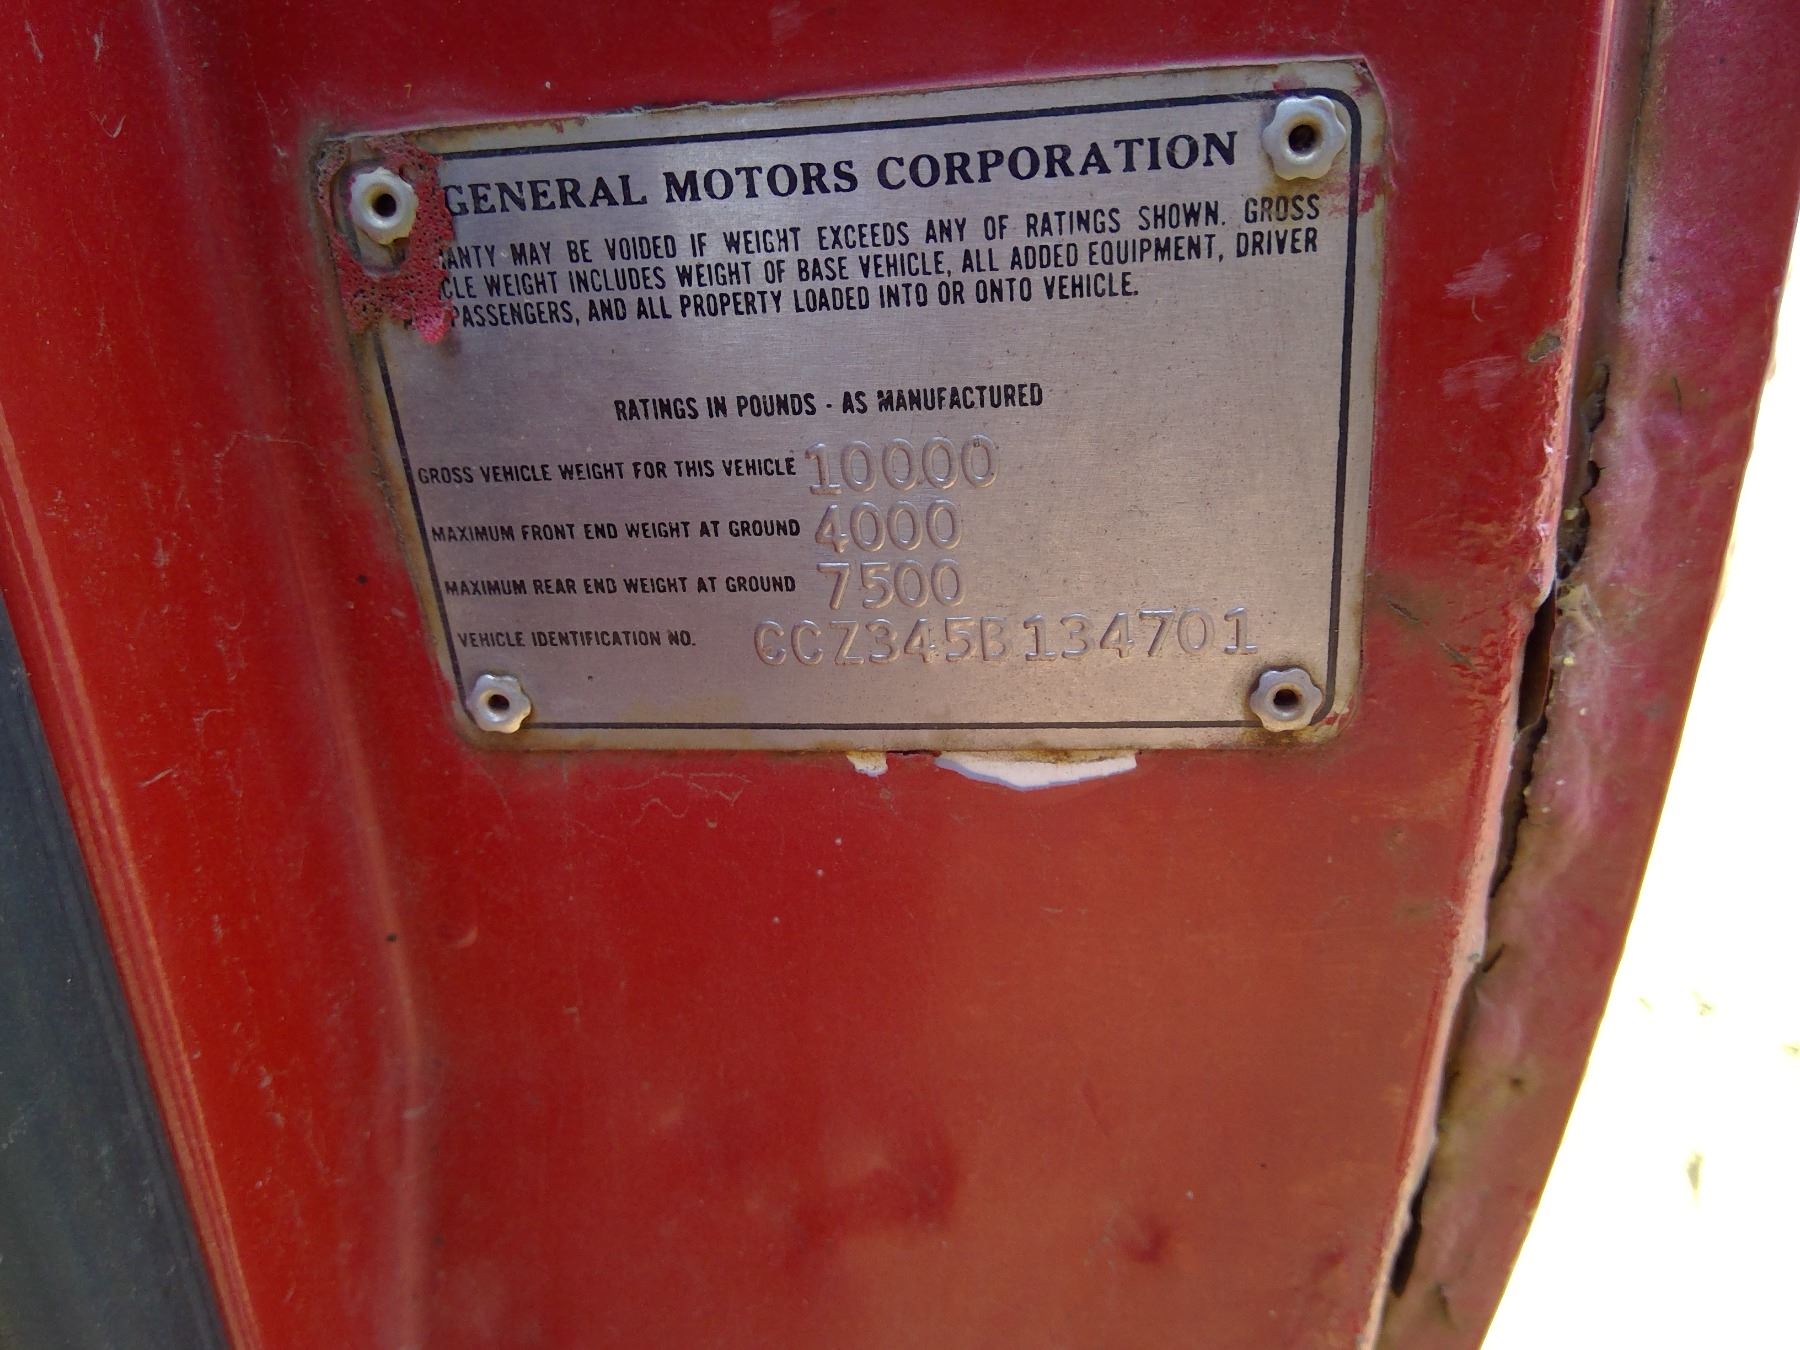 GENERAL MOTORS CORPORATION
MAY BE VOIDED IF WEIGHT EXCEEDS ANY OF RATINGS SHOWN. GROSS
WEIGHT INCLUDES WEIGHT OF BASE VEHICLE, ALL ADDED EQUIPMENT, DRIVER
PASSENGERS, AND ALL PROPERTY LOADED INTO OR ONTO VEHICLE.
RATINGS IN POUNDS - AS MANUFACTURED
GROSS VEHICLE WEIGHT FOR THIS VEHICLE 10000
MAXIMUM FRONT END WEIGHT AT GROUND 4000
MAXIMUM REAR END WEIGHT AT GROUND 7500
VEHICLE IDENTIFICATION NO. CCZ345B134701